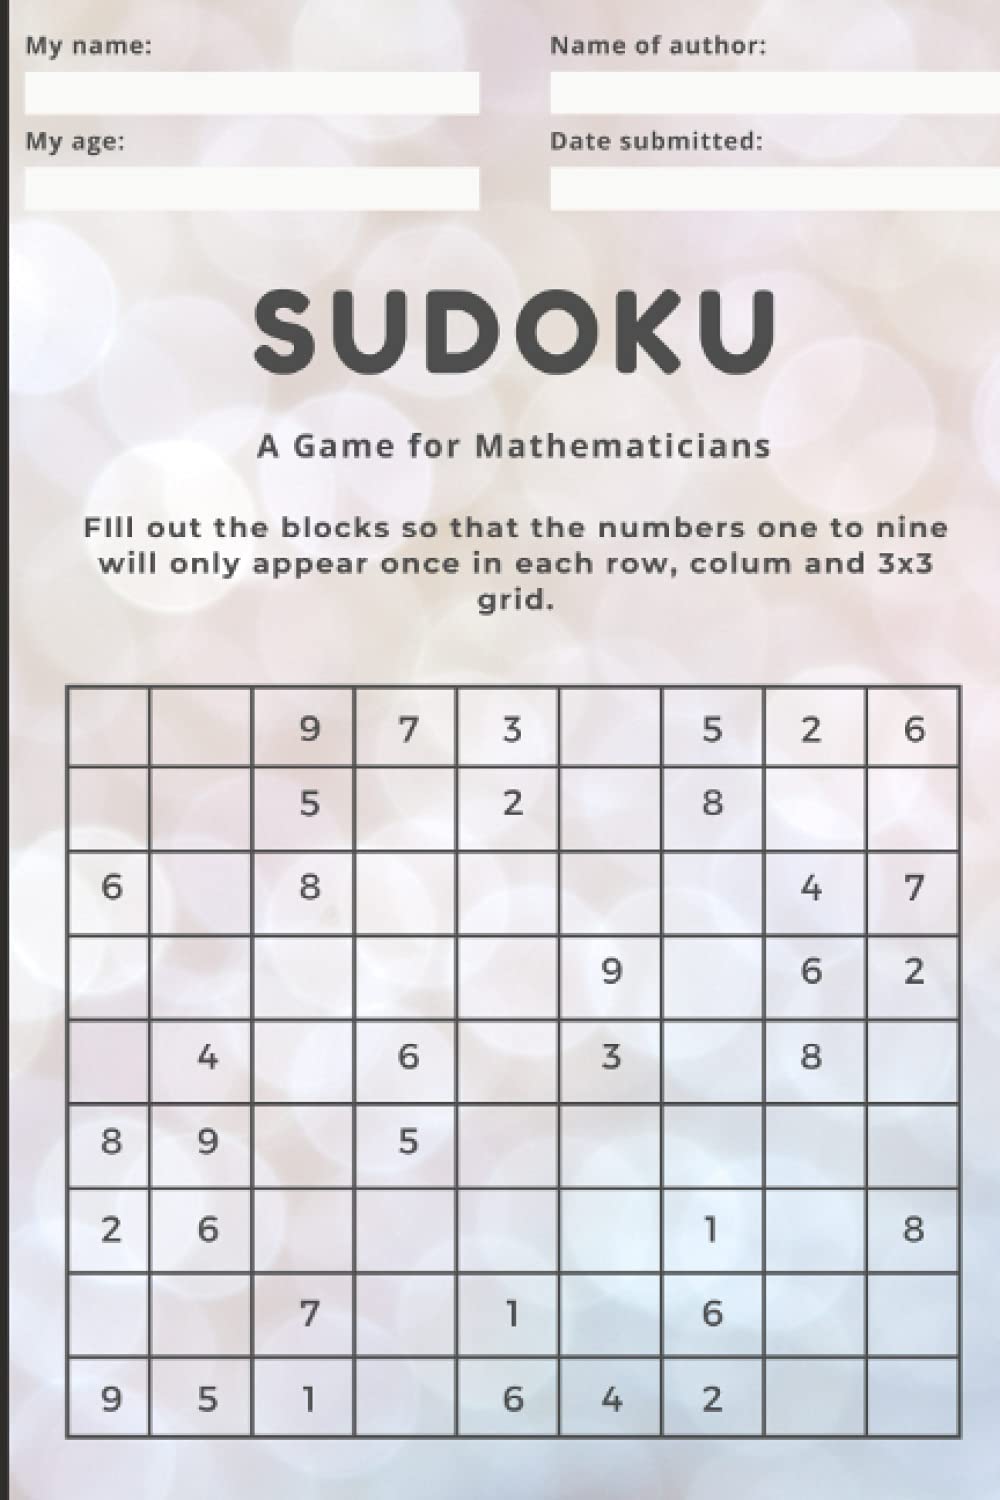 My name: Name of author:
My age: Date submitted:
SUDOKU
A Game for Mathematicians
FIll out the blocks so that the numbers one to nine
will only appear once in each row, colum and 3x3
grid.
9 7 3 5 2 6
5 2 8
6 8 4 7
9 6 2
4 6 3 8
8 9 5
2 6 1 8
7 1 6
9 5 1 6 4 2